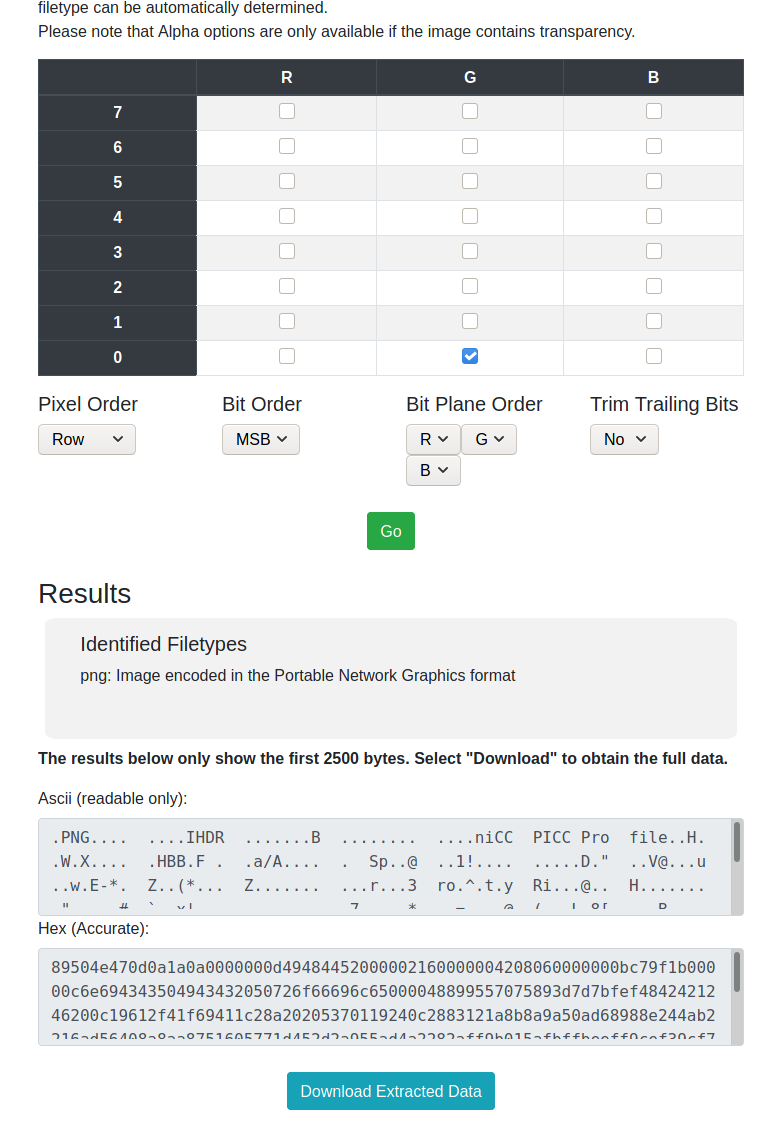 filetype can be automatically determined.
Please note that Alpha options are only available if the image contains transparency.
R G B
7
6
5
4
3
2
1
0
Pixel Order Bit Order Bit Plane Order Trim Trailing Bits
Row MSB R G No
B
Go
Results
Identified Filetypes
png: Image encoded in the Portable Network Graphics format
The results below only show the first 2500 bytes. Select "Download" to obtain the full data.
Ascii (readable only):
.PNG.... ....IHDR .......B ........ ....niCC PICC Pro file..H.
.W.X.... .HBB.F . .a/A.... . Sp..@ ..1!.... .....D." ..V@...u
..w.E-*. Z..(*... Z....... ...r...3 ro.^.t.y Ri...@.. H.......
Hex (Accurate):
89504e470d0a1a0a0000000d4948445200000216000000420806000000​0bc79f1b000
00c6e694343504943432050726f66696c65000048899557075893d7d7bfef48424212
46200c19612f41f69411c28a20205370119240c2883121a8b8a9a50ad68988e244ab2
Download Extracted Data